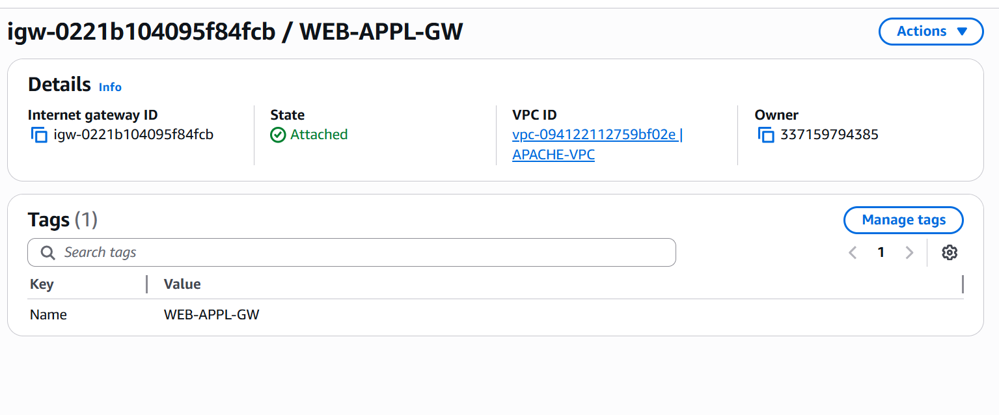 igw-0221b104095f84fcb / WEB-APPL-GW
Actions
Details Info
Internet gateway ID
igw-0221b104095f84fcb
State
Attached
VPC ID
vpc-094122112759bf02e |
APACHE-VPC
Owner
337159794385
Tags (1)
Manage tags
Search tags
1
Key Value
Name WEB-APPL-GW